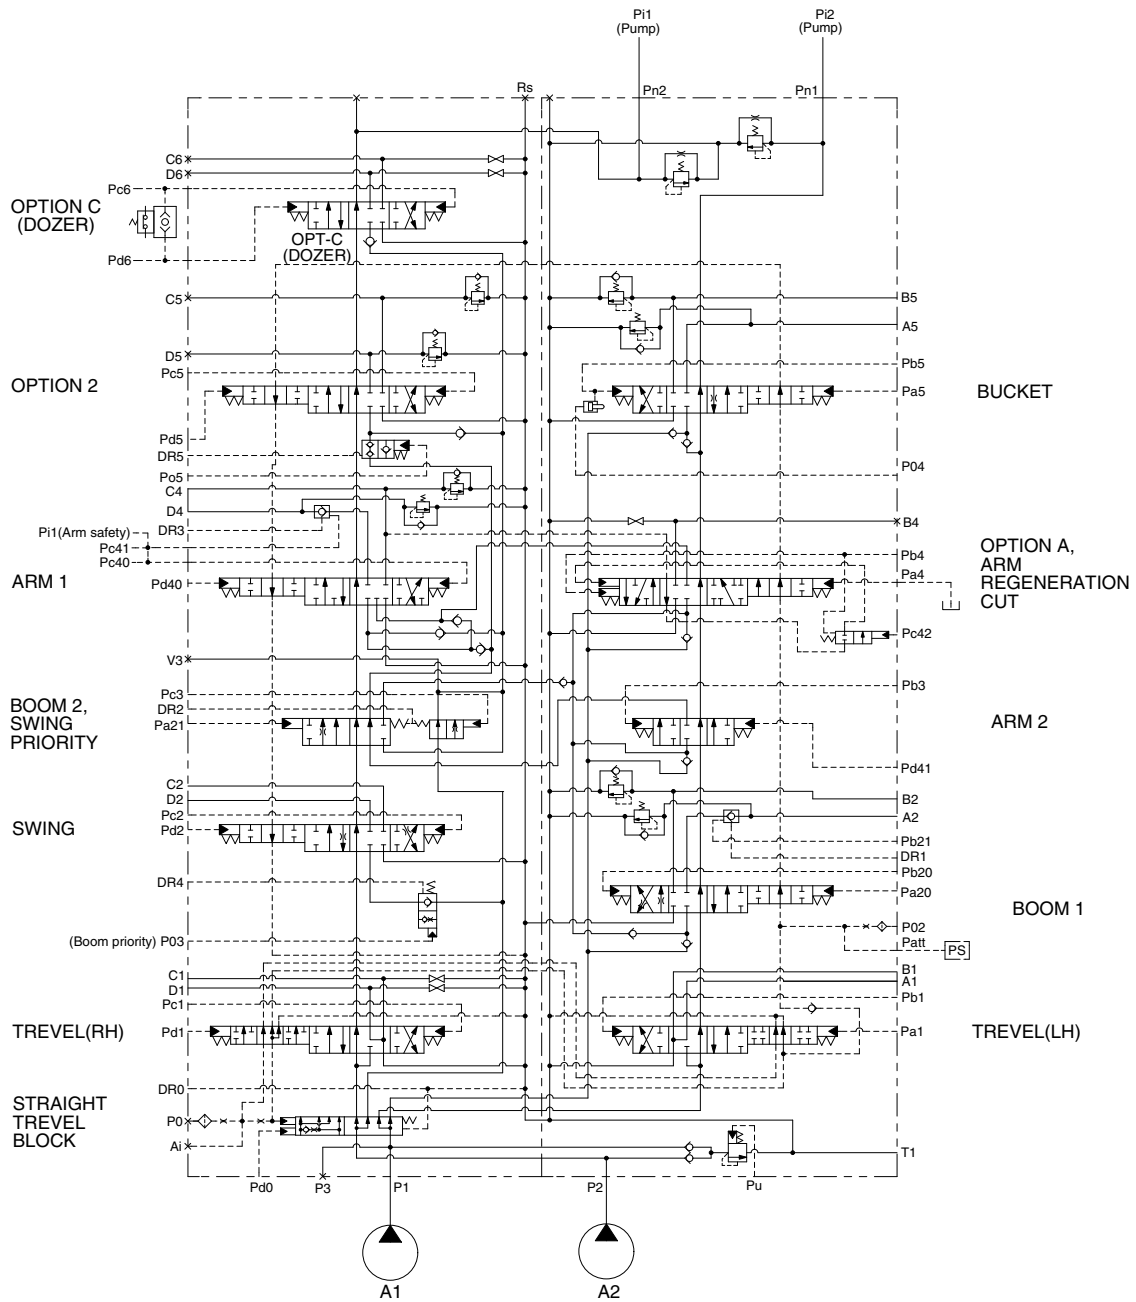 Pi1
(Pump)
Pi2
(Pump)
Rs
Pn2
Pn1
C6
D6
Pc6
OPTION C
(DOZER)
OPT-C
(DOZER)
Pd6
C5
B5
A5
D5
Pb5
Pc5
OPTION 2
Pa5
BUCKET
Pd5
DR5
Po5
P04
C4
D4
B4
DR3
Pi1(Arm safety)
Pc41
Pc40
Pb4
OPTION A,
ARM
REGENERATION
CUT
Pa4
ARM 1
Pd40
Pc42
V3
Pb3
Pc3
BOOM 2,
SWING
PRIORITY
DR2
Pa21
ARM 2
Pd41
C2
D2
B2
Pc2
A2
SWING
Pd2
Pb21
DR1
Pb20
DR4
Pa20
BOOM 1
P02
(Boom priority) P03
Patt
PS
C1
B1
D1
A1
Pc1
Pb1
TREVEL(RH)
Pd1
Pa1
TREVEL(LH)
DR0
STRAIGHT
TREVEL
BLOCK
P0
Ai
T1
Pd0
P3
P1
P2
Pu
A1
A2